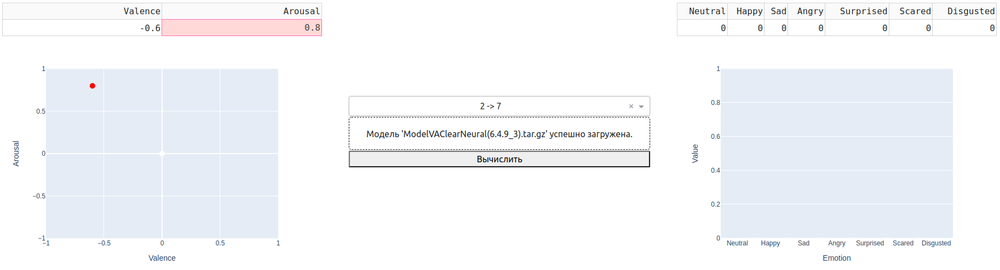 Valence Arousal
-0.6 0.8
1
0.5
0
−0.5
−1
−1 −0.5 0 0.5 1
Arousal
Valence
2 -> 7
× 
Модель 'ModelVAClearNeural(6.4.9_3).tar.gz' успешно загружена.
Вычислить
Neutral Happy Sad Angry Surprised Scared Disgusted
0 0 0 0 0 0 0
1
0.8
0.6
0.4
0.2
0
Neutral Happy Sad Angry Surprised Scared Disgusted
Value
Emotion